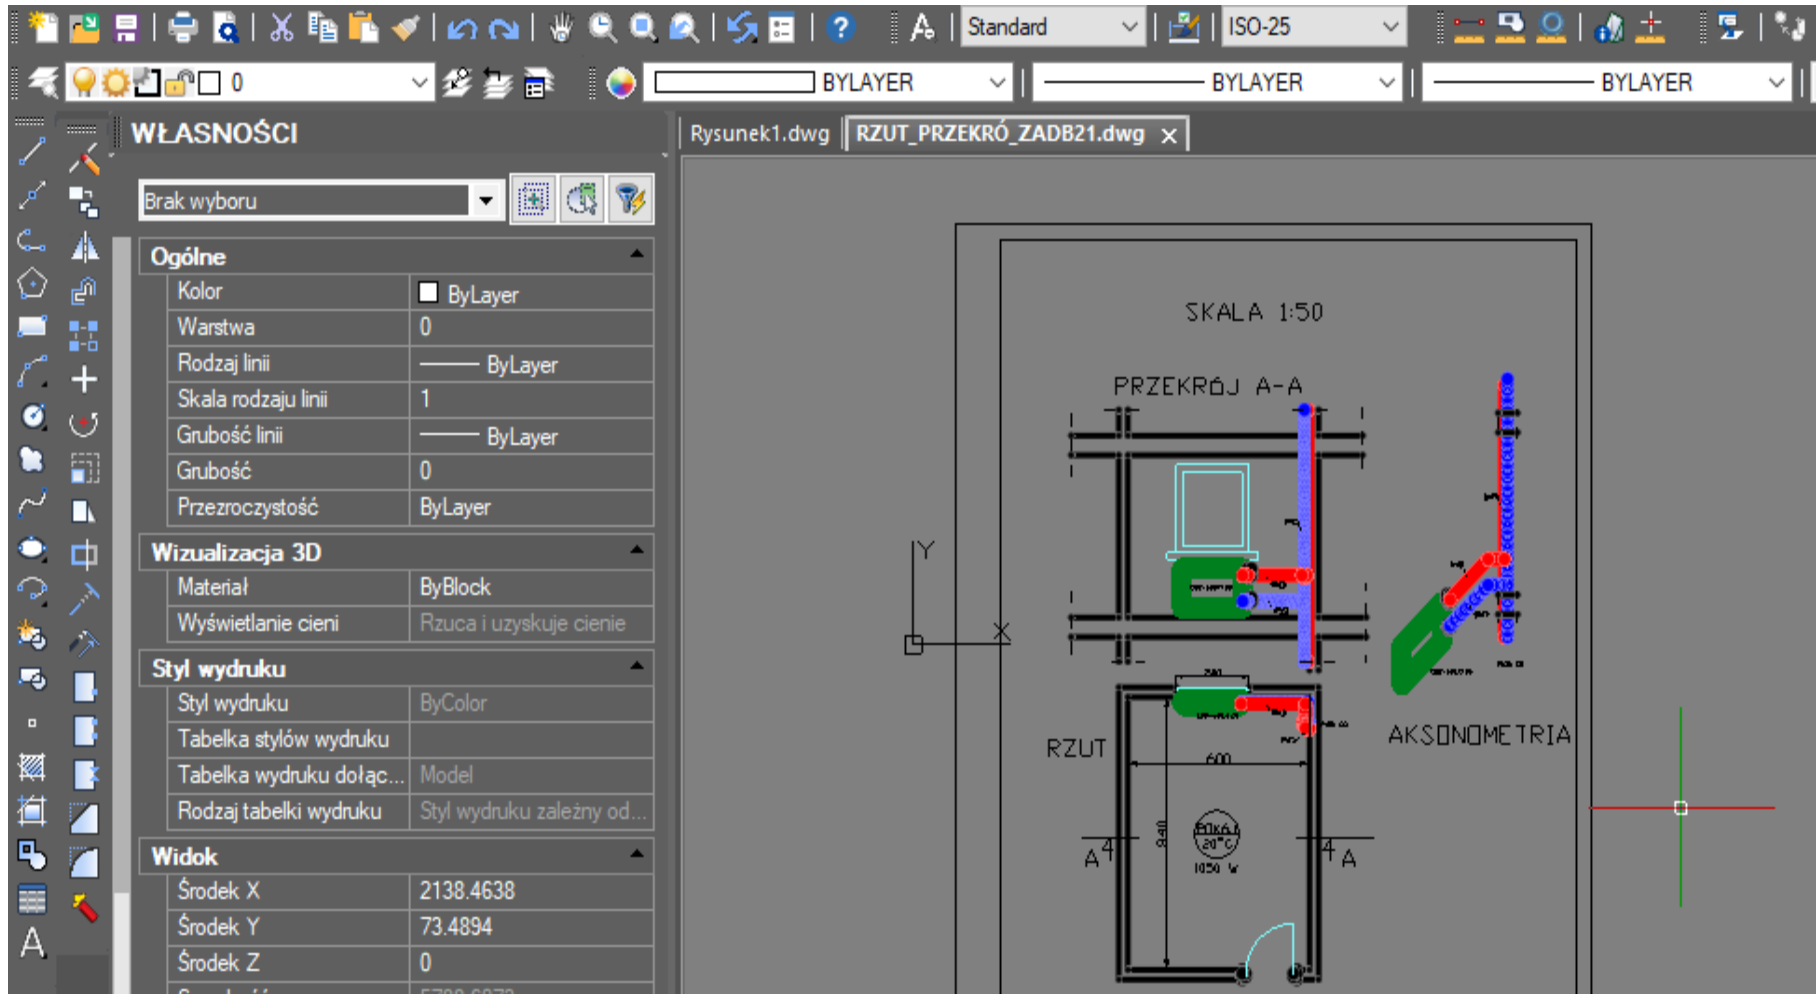 Standard
ISO-25
0
BYLAYER
BYLAYER
BYLAYER
WŁASNOŚCI
Rysunek1.dwg
RZUT_PRZEKRÓ_ZADB21.dwg
Brak wyboru
Ogólne
Kolor ByLayer
Warstwa 0
Rodzaj linii ByLayer
Skala rodzaju linii 1
Grubość linii ByLayer
Grubość 0
Przezroczystość ByLayer
Wizualizacja 3D
Materiał ByBlock
Wyświetlanie cieni Rzuca i uzyskuje cienie
Styl wydruku
Styl wydruku ByColor
Tabelka stylów wydruku
Tabelka wydruku dołąc... Model
Rodzaj tabelki wydruku Styl wydruku zależny od...
Widok
Środek X 2138.4638
Środek Y 73.4894
Środek Z 0
SKALA 1:50
PRZEKRÓJ A-A
Y
X
AKSONOMETRIA
RZUT
600
840
POKÓJ
20°C
1050 W
A
A